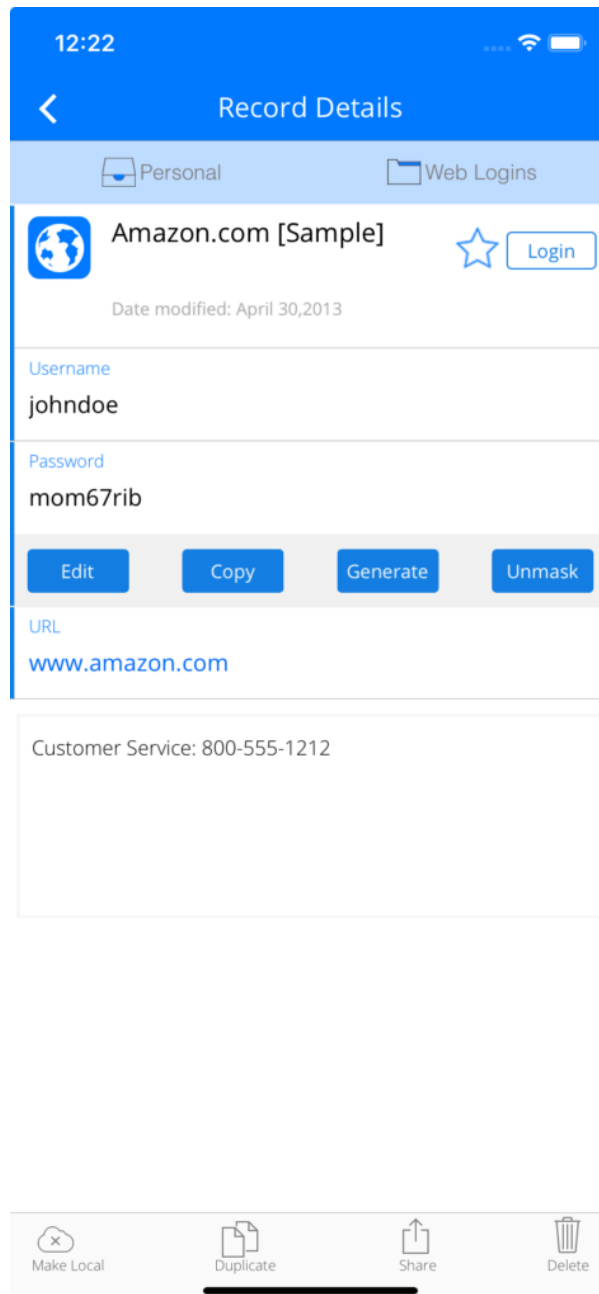 12:22
Record Details
Personal Web Logins
Amazon.com [Sample]
Login
Date modified: April 30,2013
Username
johndoe
Password
mom67rib
Edit Copy Generate Unmask
URL
www.amazon.com
Customer Service: 800-555-1212
Make Local Duplicate Share Delete